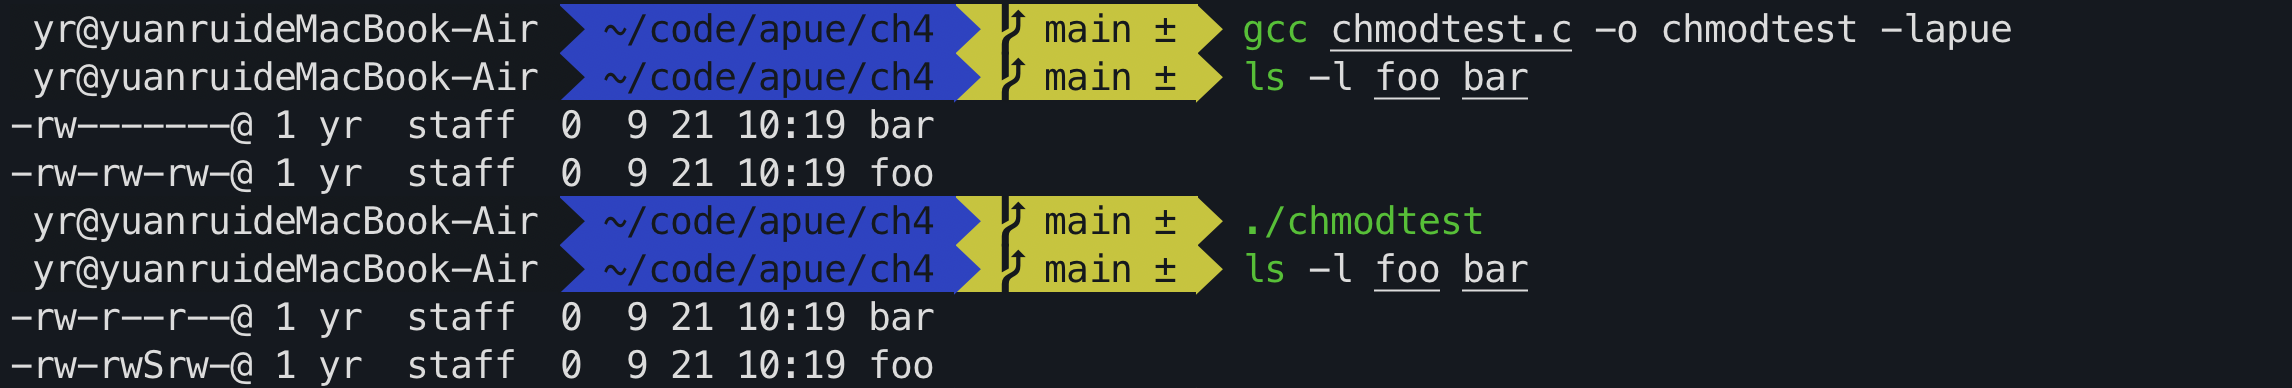 yr@yuanruideMacBook-Air ~/code/apue/ch4 main ± gcc chmodtest.c -o chmodtest -lapue
yr@yuanruideMacBook-Air ~/code/apue/ch4 main ± ls -l foo bar
-rw-------@ 1 yr  staff  0  9 21 10:19 bar
-rw-rw-rw-@ 1 yr  staff  0  9 21 10:19 foo
yr@yuanruideMacBook-Air ~/code/apue/ch4 main ± ./chmodtest
yr@yuanruideMacBook-Air ~/code/apue/ch4 main ± ls -l foo bar
-rw-r--r--@ 1 yr  staff  0  9 21 10:19 bar
-rw-rwSrw-@ 1 yr  staff  0  9 21 10:19 foo